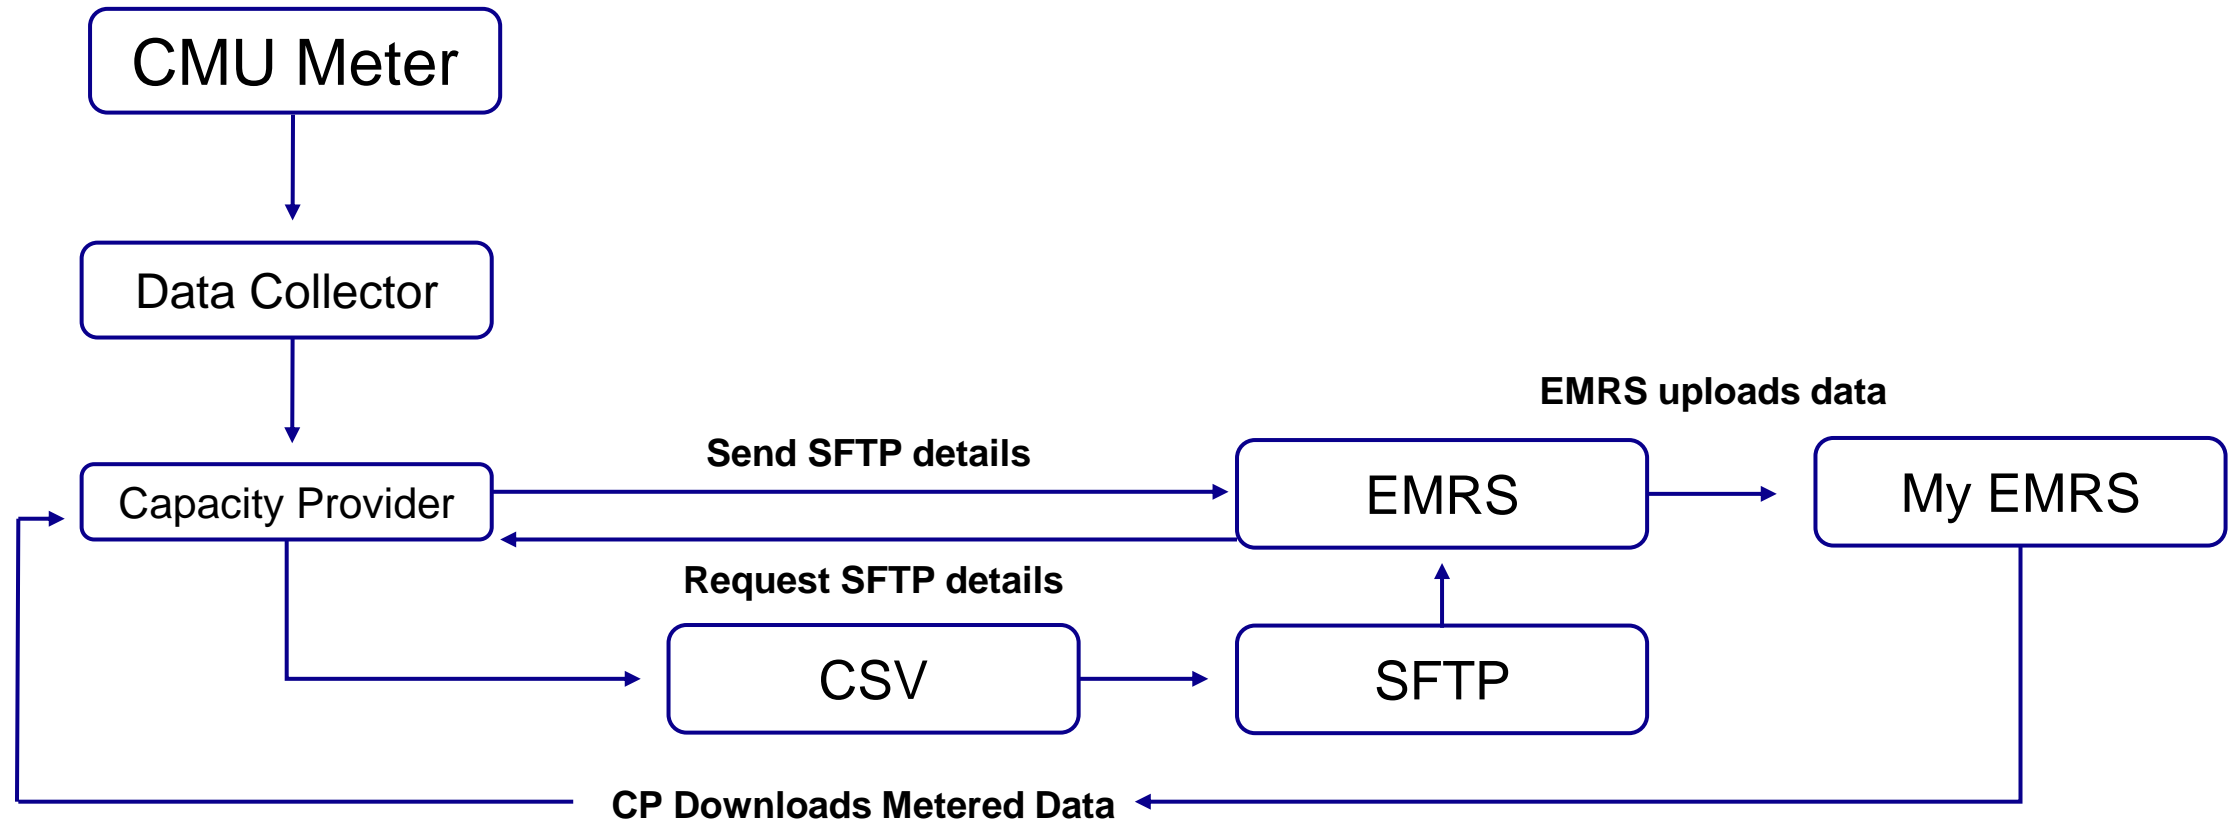 CMU Meter
Data Collector
EMRS uploads data
Send SFTP details
Capacity Provider
EMRS
My EMRS
Request SFTP details
CSV
SFTP
CP Downloads Metered Data